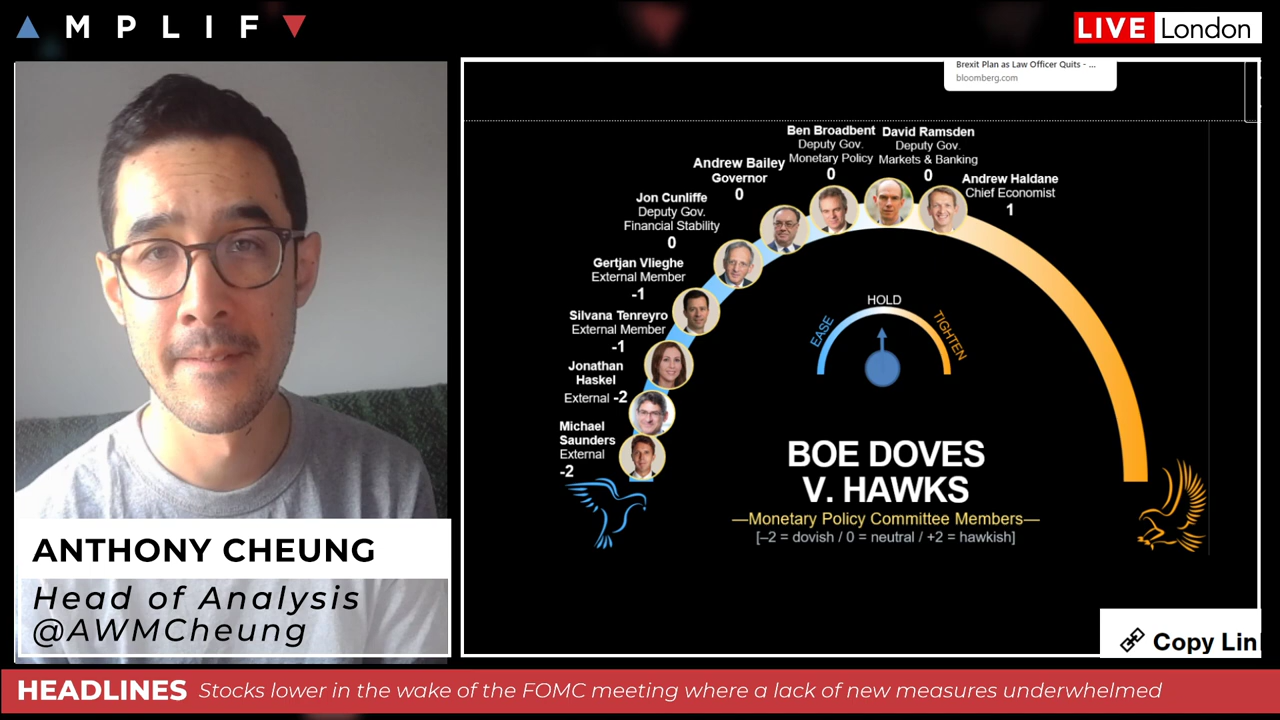 AMPLIFY
LIVE London
Brexit Plan as Law Officer Quits - ...
bloomberg.com
Ben Broadbent
Deputy Gov.
Monetary Policy
0
David Ramsden
Deputy Gov.
Markets & Banking
0
Andrew Bailey
Governor
0
Andrew Haldane
Chief Economist
1
Jon Cunliffe
Deputy Gov.
Financial Stability
0
Gertjan Vlieghe
External Member
-1
Silvana Tenreyro
External Member
-1
Jonathan
Haskel
External -2
Michael
Saunders
External
-2
HOLD
EASE
TIGHTEN
BOE DOVES
V. HAWKS
—Monetary Policy Committee Members—
[–2 = dovish / 0 = neutral / +2 = hawkish]
Copy Lin
ANTHONY CHEUNG
Head of Analysis
@AWMCheung
HEADLINES Stocks lower in the wake of the FOMC meeting where a lack of new measures underwhelmed